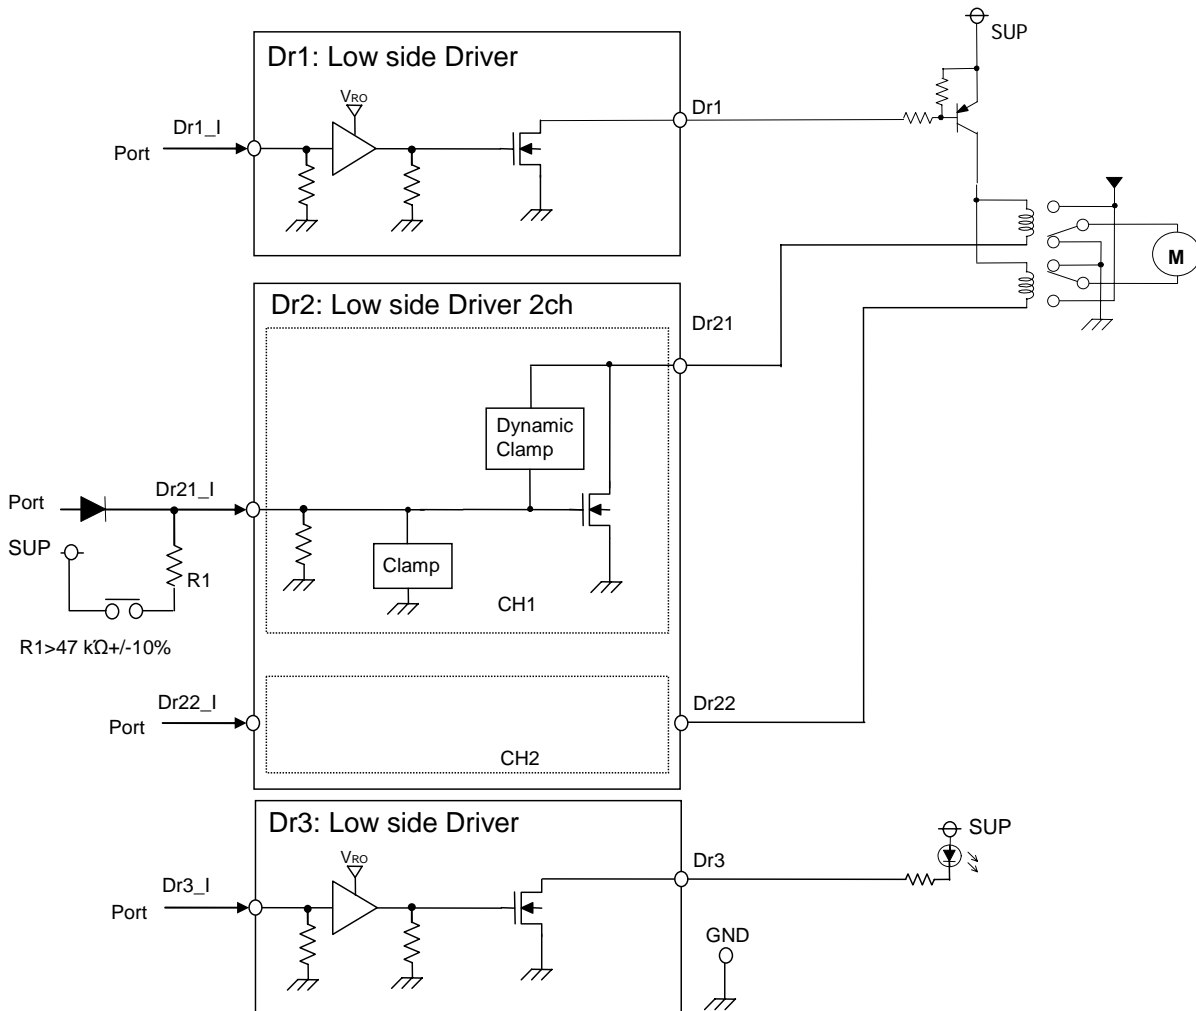 SUP
Dr1: Low side Driver
VRO
Dr1
Dr1_I
Port
M
Dr2: Low side Driver 2ch
Dr21
Dynamic
Clamp
Port
Dr21_I
SUP
Clamp
R1
CH1
R1>47 kΩ+/-10%
Dr22_I
Dr22
Port
CH2
Dr3: Low side Driver
SUP
VRO
Dr3
Dr3_I
Port
GND